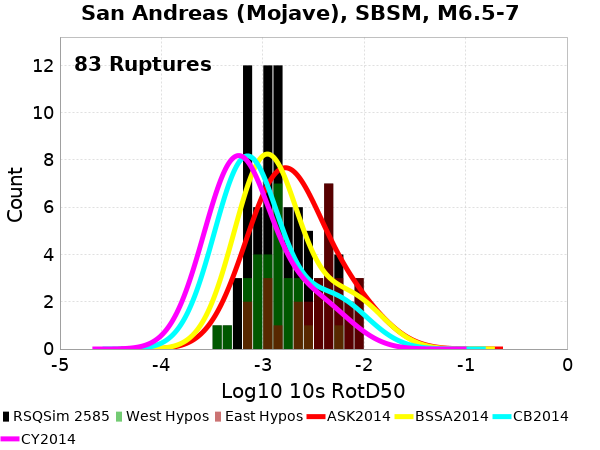 San Andreas (Mojave), SBSM, M6.5-7
83 Ruptures
12
10
8
6
4
2
0
Count
-5 -4 -3 -2 -1 0
Log10 10s RotD50
RSQSim 2585 West Hypos East Hypos ASK2014 BSSA2014 CB2014
CY2014